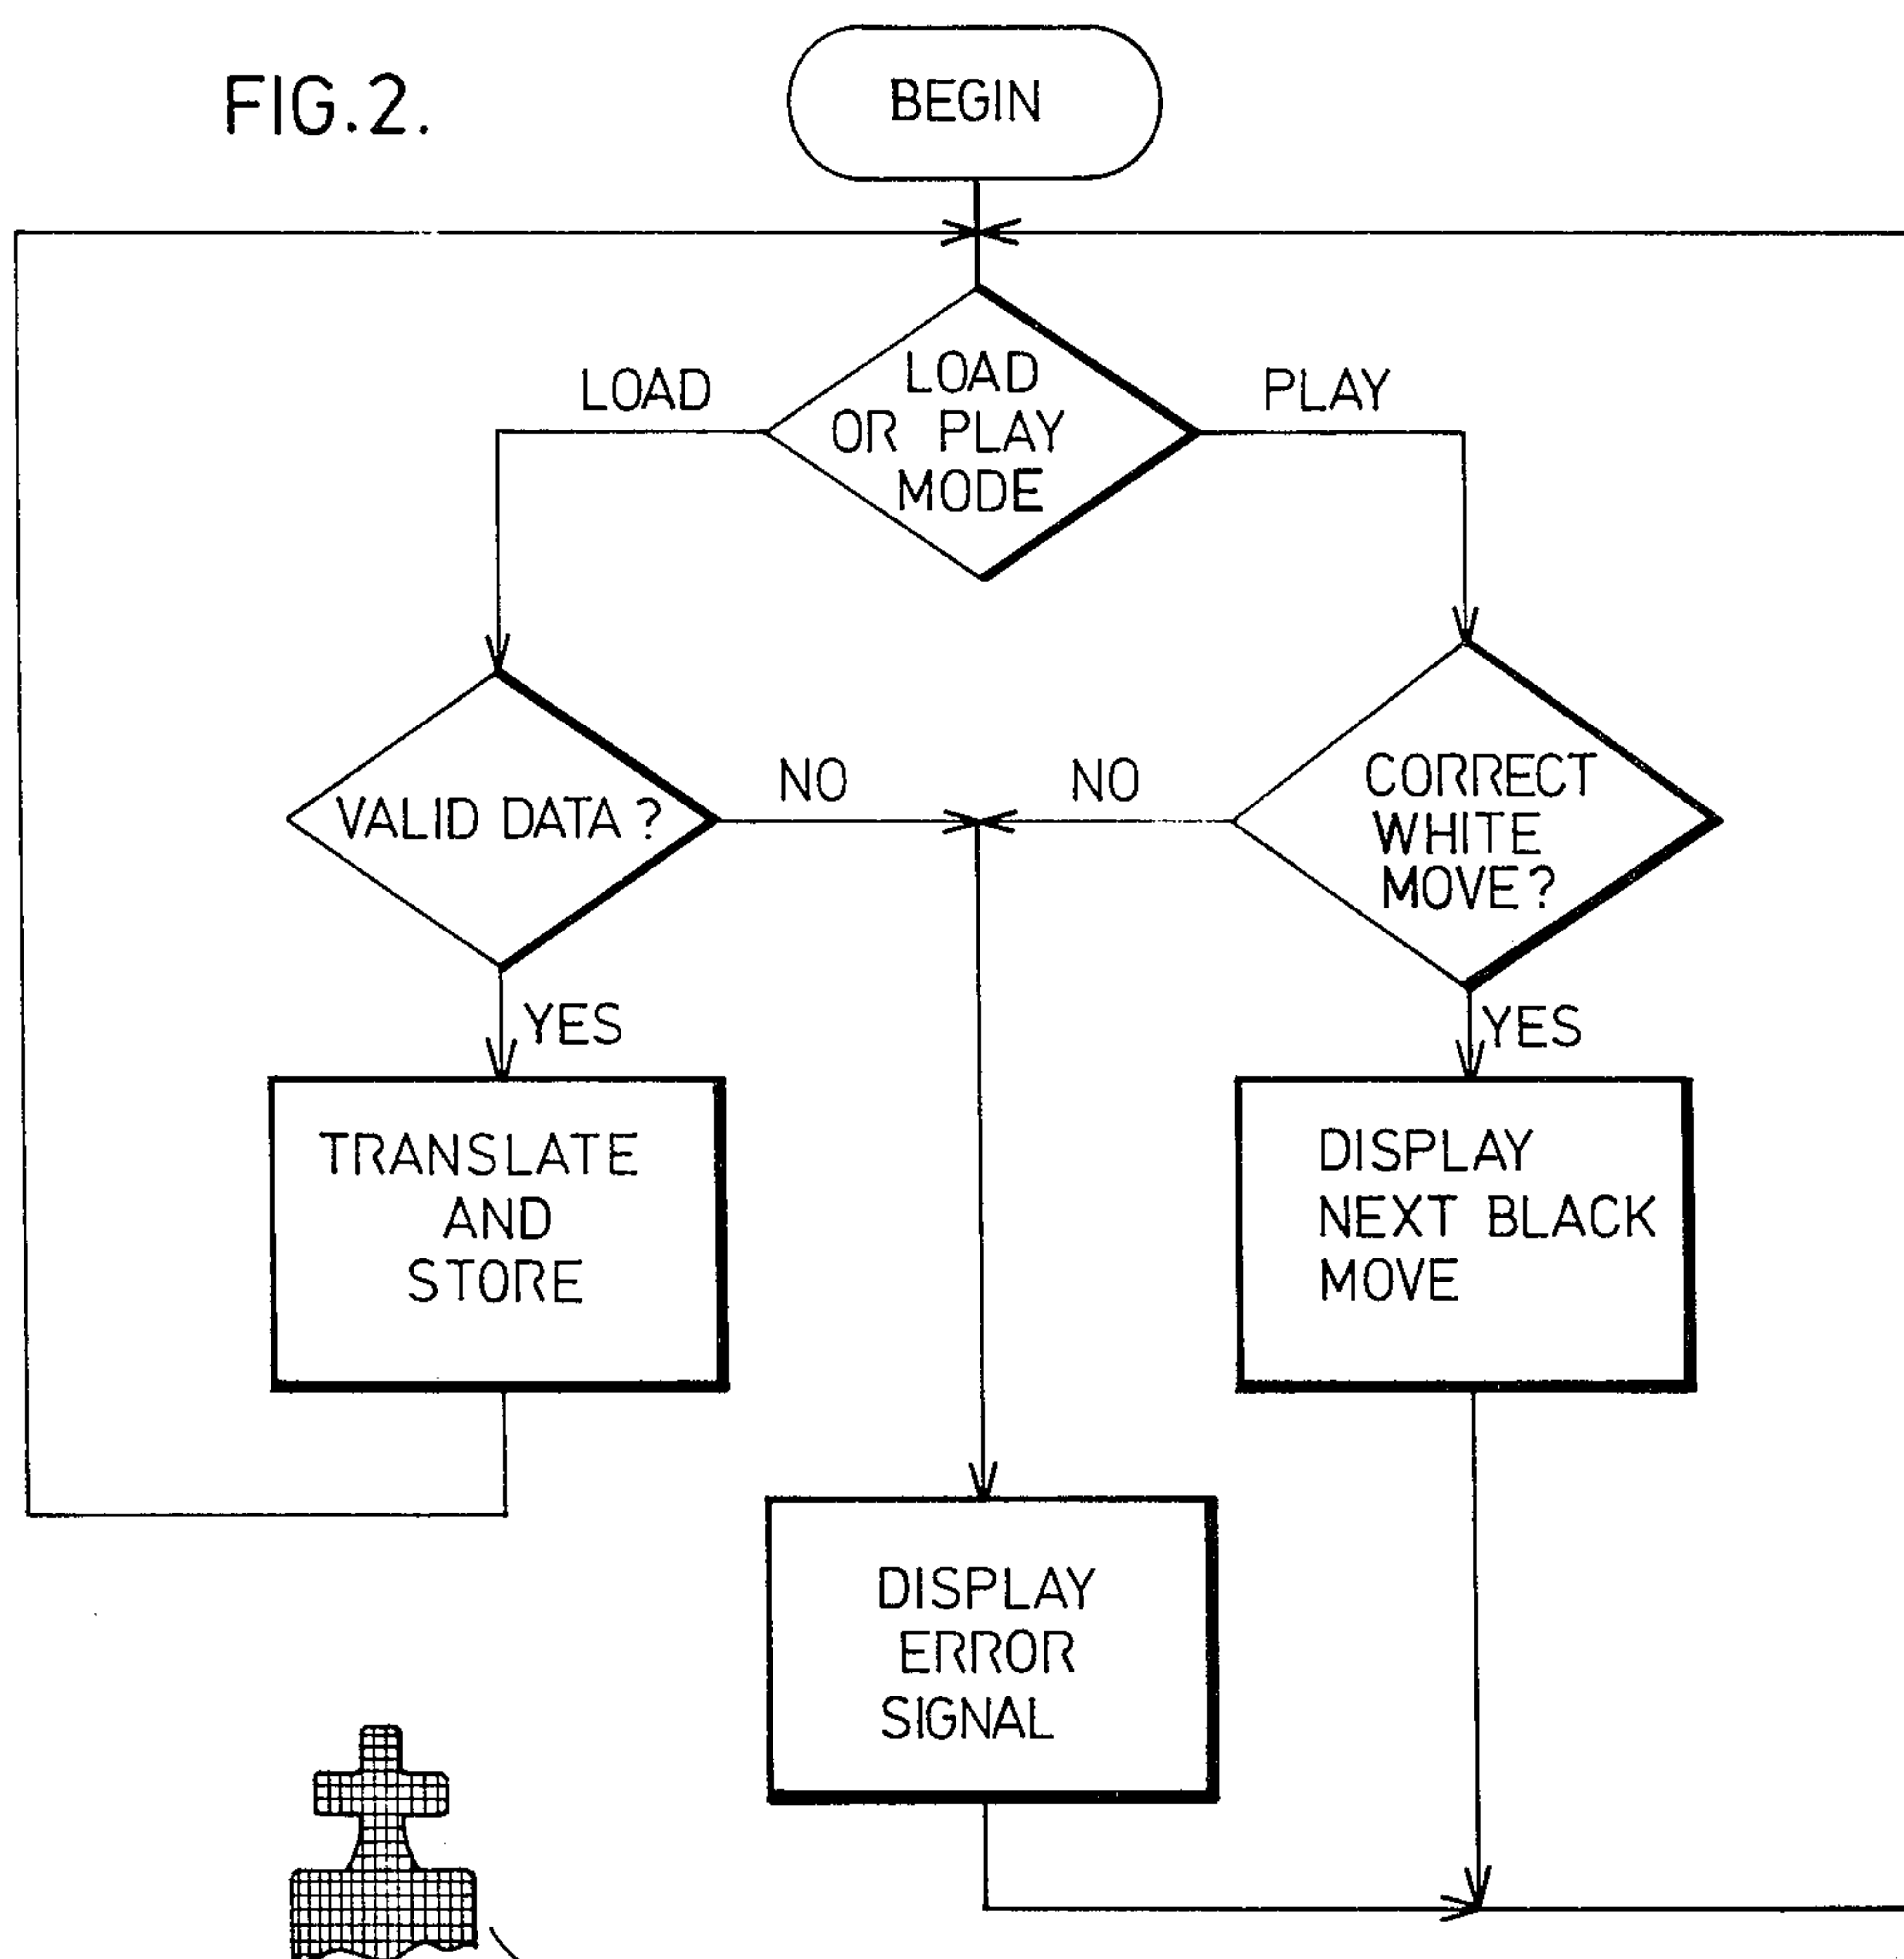 FIG.2.
BEGIN
LOAD
OR PLAY
MODE
LOAD
PLAY
VALID DATA?
NO
NO
CORRECT
WHITE
MOVE?
YES
YES
TRANSLATE
AND
STORE
DISPLAY
NEXT BLACK
MOVE
DISPLAY
ERROR
SIGNAL